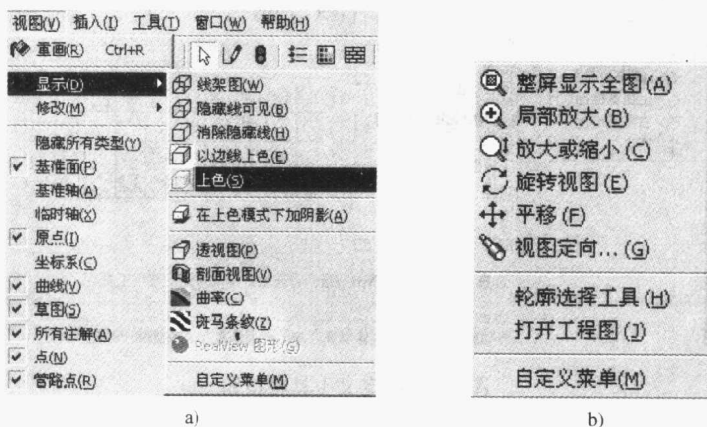 视图(V) 插入(I) 工具(T) 窗口(W) 帮助(H)
重画(R) Ctrl+R
显示(D)
修改(M)
隐藏所有类型(Y)
基准面(P)
基准轴(A)
临时轴(X)
原点(I)
坐标系(C)
曲线(V)
草图(S)
所有注解(A)
点(N)
管路点(R)
线架图(W)
隐藏线可见(B)
消除隐藏线(H)
以边线上色(E)
上色(S)
在上色模式下加阴影(A)
透视图(P)
剖面视图(V)
曲率(C)
斑马条纹(Z)
RealView 图形(G)
自定义菜单(M)
a)
整屏显示全图(A)
局部放大(B)
放大或缩小(C)
旋转视图(E)
平移(F)
视图定向...(G)
轮廓选择工具(H)
打开工程图(J)
自定义菜单(M)
b)